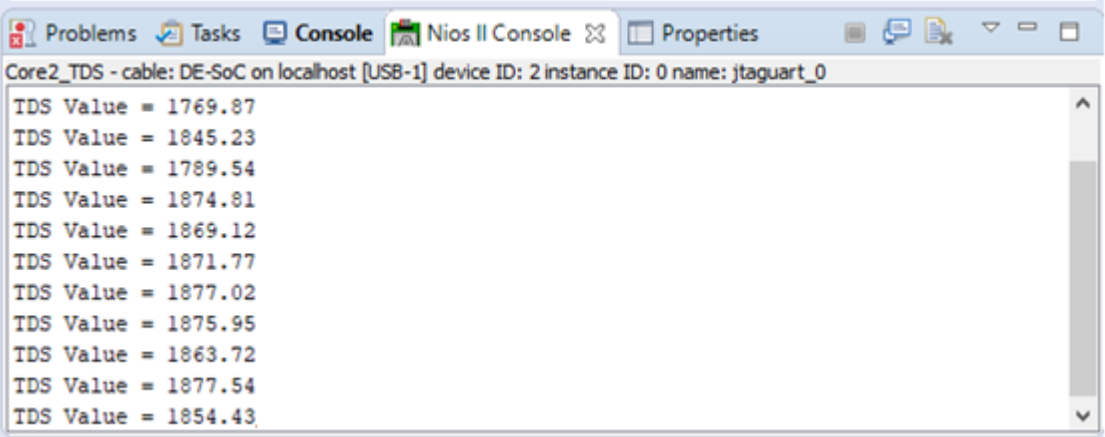 Problems Tasks Console Nios II Console Properties
Core2_TDS - cable: DE-SoC on localhost [USB-1] device ID: 2 instance ID: 0 name: jtaguart_0
TDS Value = 1769.87
TDS Value = 1845.23
TDS Value = 1789.54
TDS Value = 1874.81
TDS Value = 1869.12
TDS Value = 1871.77
TDS Value = 1877.02
TDS Value = 1875.95
TDS Value = 1863.72
TDS Value = 1877.54
TDS Value = 1854.43